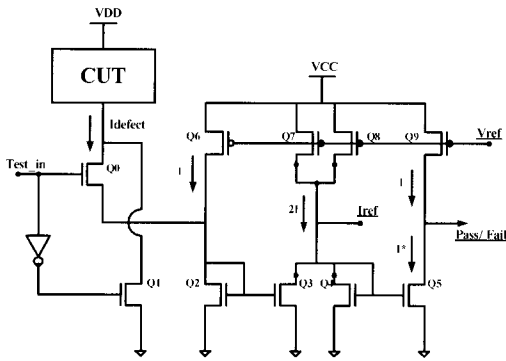 VDD
CUT
VCC
Idefect
Q6
Q7
Q8
Q9
Vref
Test_in
Q0
I
2I
Iref
I
Pass/ Fail
I*
Q1
Q2
Q3
Q4
Q5